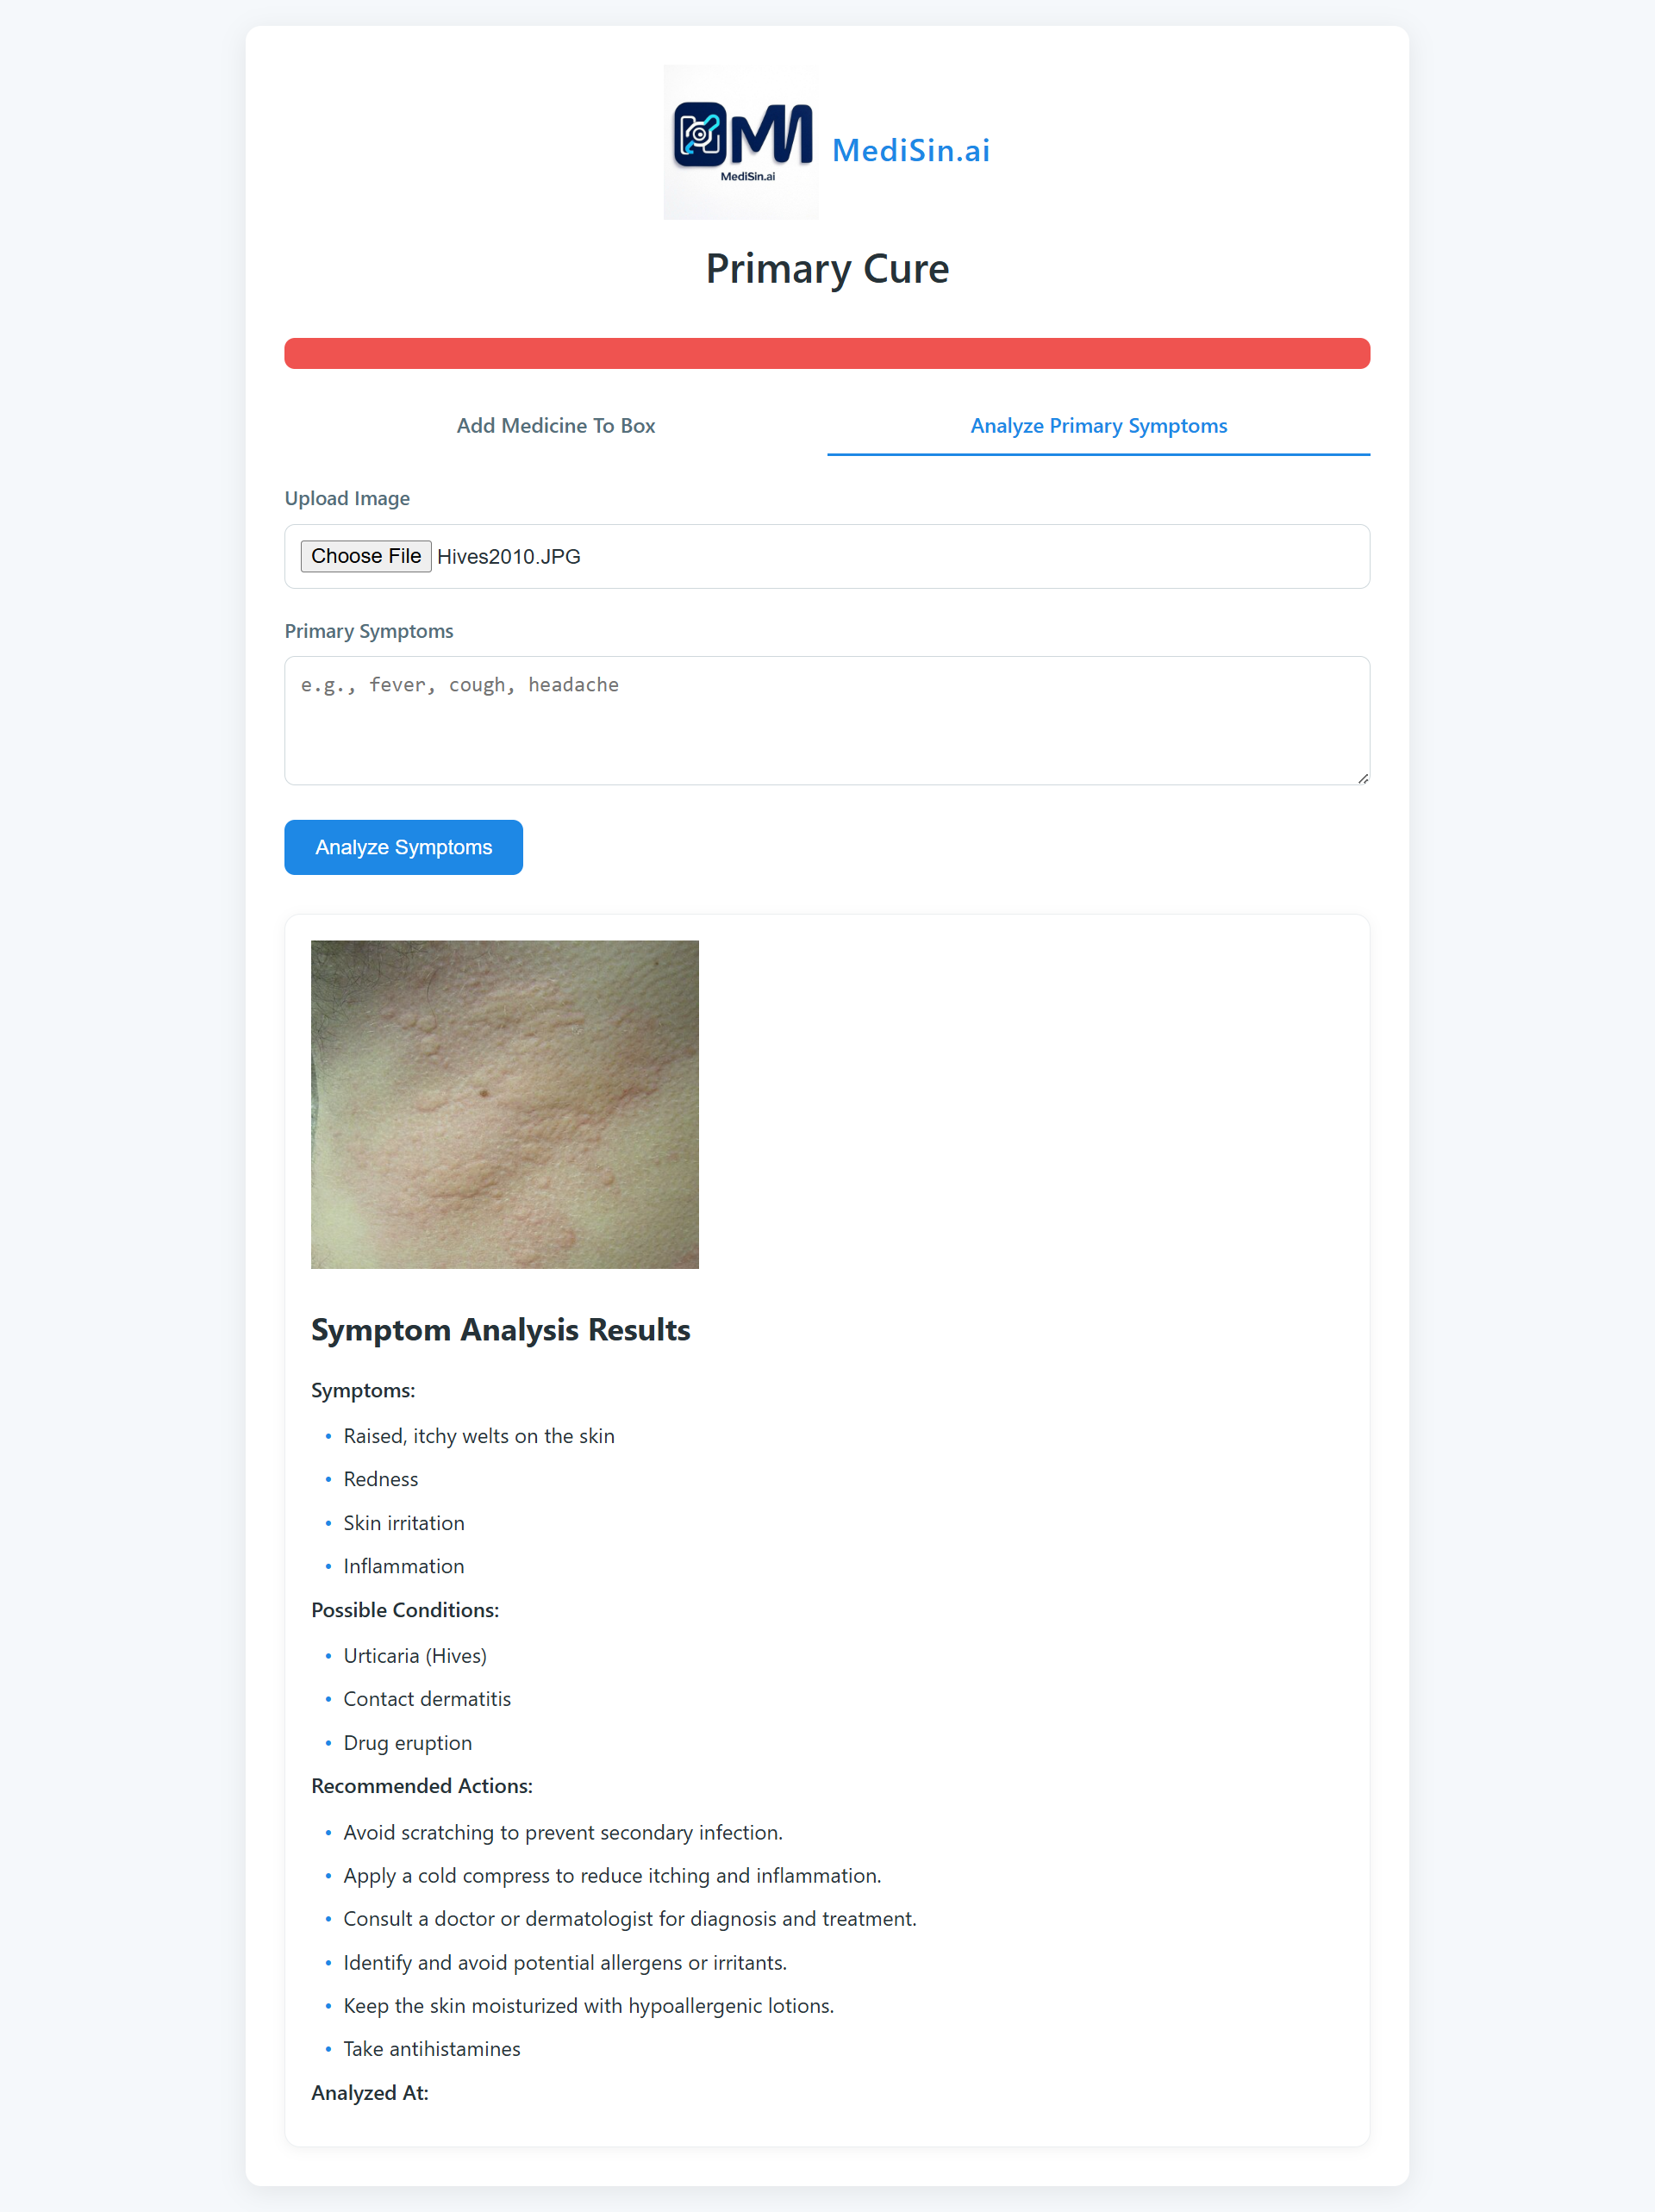 MediSin.ai
MediSin.ai
Primary Cure
Add Medicine To Box
Analyze Primary Symptoms
Upload Image
Choose File Hives2010.JPG
Primary Symptoms
e.g., fever, cough, headache
Analyze Symptoms
Symptom Analysis Results
Symptoms:
• Raised, itchy welts on the skin
• Redness
• Skin irritation
• Inflammation
Possible Conditions:
• Urticaria (Hives)
• Contact dermatitis
• Drug eruption
Recommended Actions:
• Avoid scratching to prevent secondary infection.
• Apply a cold compress to reduce itching and inflammation.
• Consult a doctor or dermatologist for diagnosis and treatment.
• Identify and avoid potential allergens or irritants.
• Keep the skin moisturized with hypoallergenic lotions.
• Take antihistamines
Analyzed At: